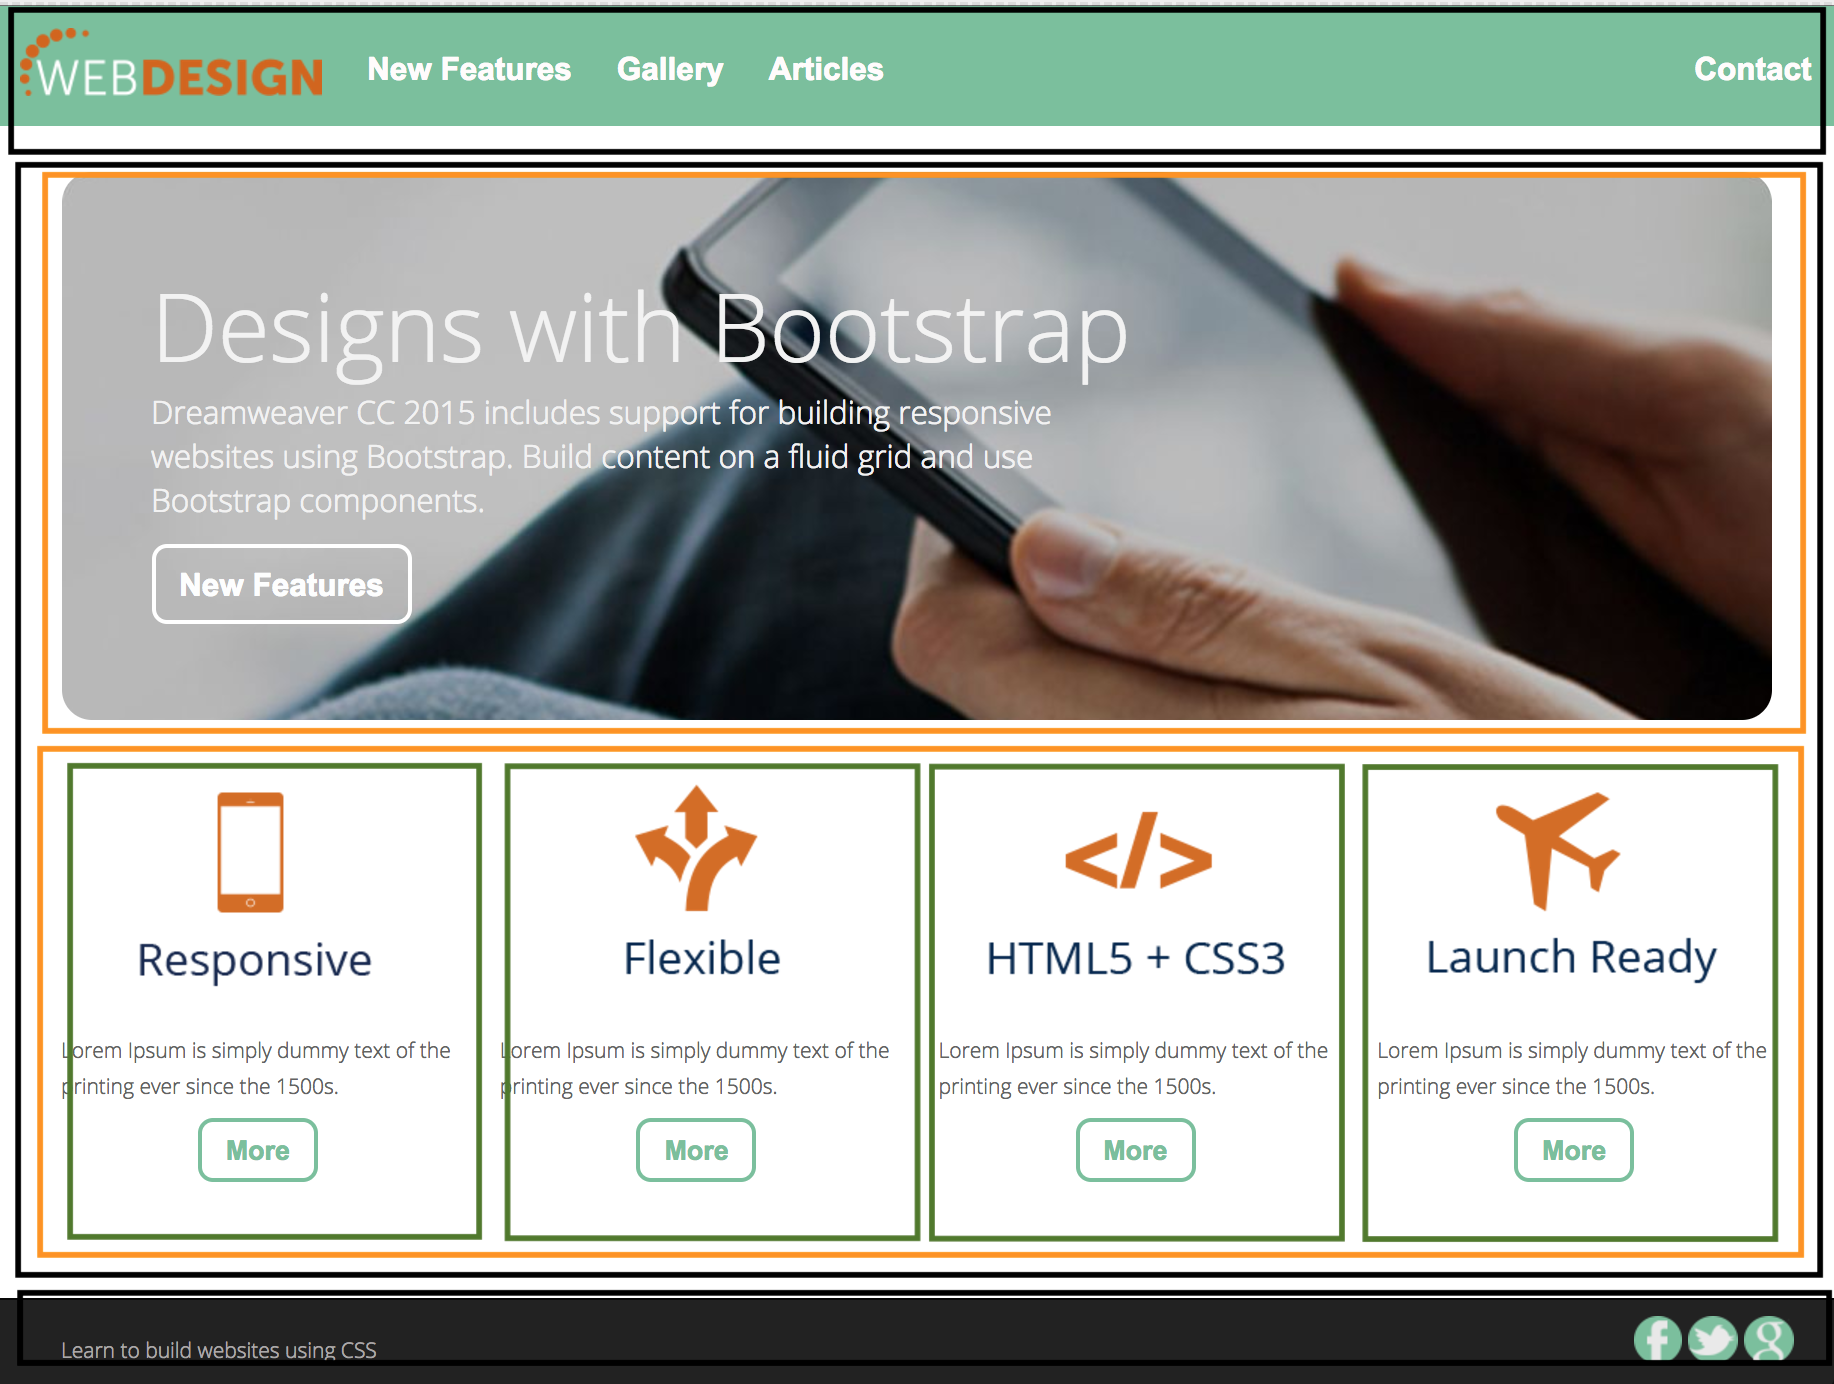 WEBDESIGN New Features Gallery Articles Contact
Designs with Bootstrap
Dreamweaver CC 2015 includes support for building responsive
websites using Bootstrap. Build content on a fluid grid and use
Bootstrap components.
New Features
Responsive
Lorem Ipsum is simply dummy text of the
printing ever since the 1500s.
More
Flexible
Lorem Ipsum is simply dummy text of the
printing ever since the 1500s.
More
</>
HTML5 + CSS3
Lorem Ipsum is simply dummy text of the
printing ever since the 1500s.
More
Launch Ready
Lorem Ipsum is simply dummy text of the
printing ever since the 1500s.
More
Learn to build websites using CSS